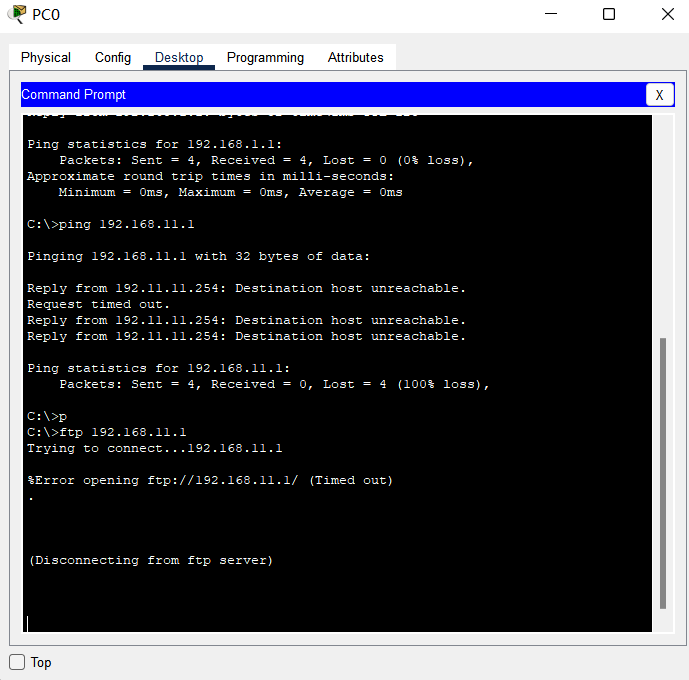 PC0
Physical Config Desktop Programming Attributes
Command Prompt X
Ping statistics for 192.168.1.1:
Packets: Sent = 4, Received = 4, Lost = 0 (0% loss),
Approximate round trip times in milli-seconds:
Minimum = 0ms, Maximum = 0ms, Average = 0ms
C:\>ping 192.168.11.1
Pinging 192.168.11.1 with 32 bytes of data:
Reply from 192.11.11.254: Destination host unreachable.
Request timed out.
Reply from 192.11.11.254: Destination host unreachable.
Reply from 192.11.11.254: Destination host unreachable.
Ping statistics for 192.168.11.1:
Packets: Sent = 4, Received = 0, Lost = 4 (100% loss),
C:\>p
C:\>ftp 192.168.11.1
Trying to connect...192.168.11.1
%Error opening ftp://192.168.11.1/ (Timed out)
.
(Disconnecting from ftp server)
Top